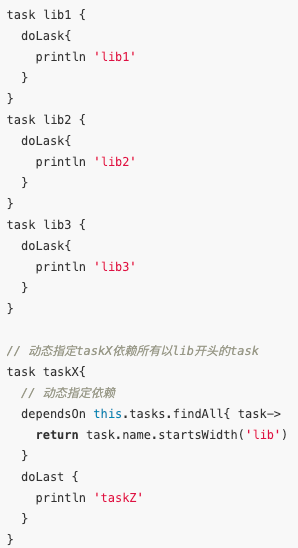 task lib1 {
  doLask{
    println 'lib1'
  }
}
task lib2 {
  doLask{
    println 'lib2'
  }
}
task lib3 {
  doLask{
    println 'lib3'
  }
}

// 动态指定taskX依赖所有以lib开头的task
task taskX{
  // 动态指定依赖
  dependsOn this.tasks.findAll{ task->
    return task.name.startsWidth('lib')
  }
  doLast {
    println 'taskZ'
  }
}